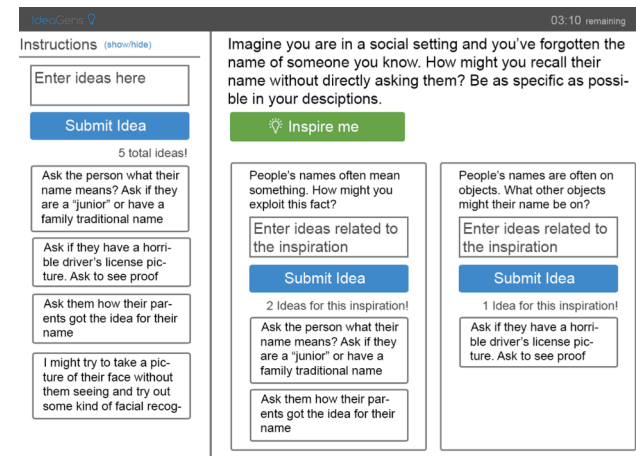 IdeaGens
03:10 remaining
Instructions (show/hide)
Enter ideas here
Submit Idea
5 total ideas!
Ask the person what their
name means? Ask if they
are a “junior” or have a
family traditional name
Ask if they have a horri-
ble driver’s license pic-
ture. Ask to see proof
Ask them how their par-
ents got the idea for their
name
I might try to take a pic-
ture of their face without
them seeing and try out
some kind of facial recog-
Imagine you are in a social setting and you’ve forgotten the
name of someone you know. How might you recall their
name without directly asking them? Be as specific as possi-
ble in your desciptions.
Inspire me
People’s names often mean
something. How might you
exploit this fact?
Enter ideas related to
the inspiration
Submit Idea
2 Ideas for this inspiration!
Ask the person what their
name means? Ask if they
are a “junior” or have a
family traditional name
Ask them how their par-
ents got the idea for their
name
People’s names are often on
objects. What other objects
might their name be on?
Enter ideas related to
the inspiration
Submit Idea
1 Idea for this inspiration!
Ask if they have a horri-
ble driver’s license pic-
ture. Ask to see proof